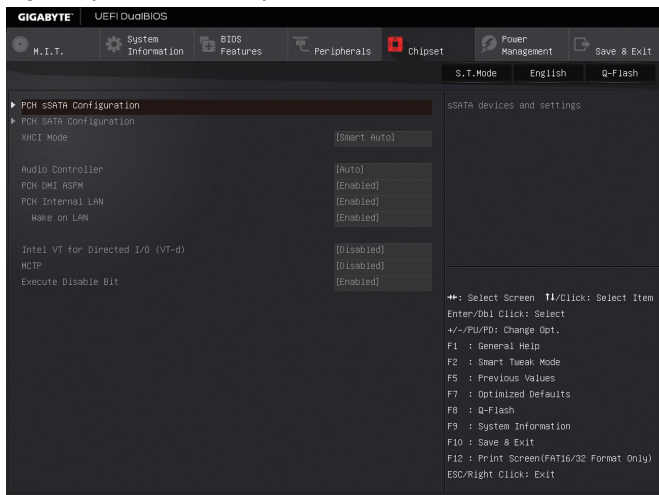 GIGABYTE™ UEFI DualBIOS
M.I.T. System Information BIOS Features Peripherals Chipset Power Management Save & Exit
S.T.Mode English Q-Flash
PCH sSATA Configuration
sSATA devices and settings
PCH SATA Configuration
XHCI Mode [Smart Auto]
Audio Controller [Auto]
PCH DMI ASPM [Enabled]
PCH Internal LAN [Enabled]
Wake on LAN [Enabled]
Intel VT for Directed I/O (VT-d) [Disabled]
MCTP [Disabled]
Execute Disable Bit [Enabled]
→←: Select Screen ↑↓/Click: Select Item
Enter/Dbl Click: Select
+/-/PU/PD: Change Opt.
F1 : General Help
F2 : Smart Tweak Mode
F5 : Previous Values
F7 : Optimized Defaults
F8 : Q-Flash
F9 : System Information
F10 : Save & Exit
F12 : Print Screen(FAT16/32 Format Only)
ESC/Right Click: Exit